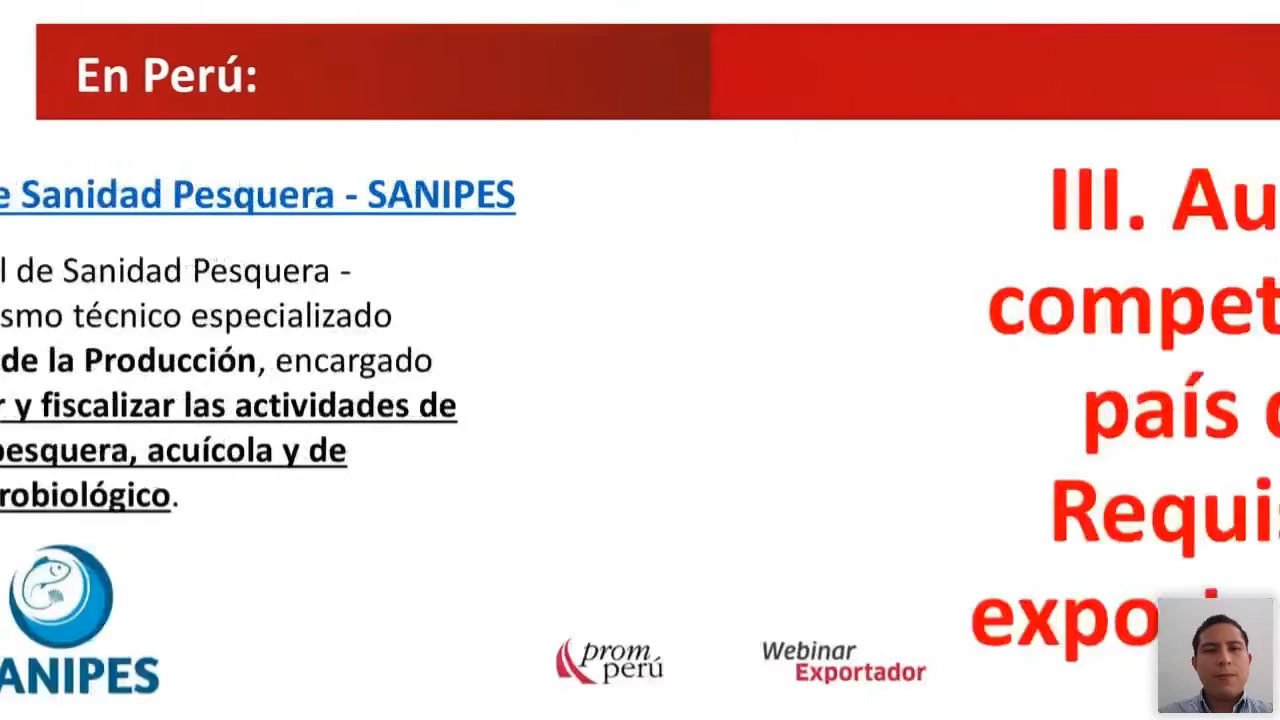 En Perú:
e Sanidad Pesquera - SANIPES
l de Sanidad Pesquera -
smo técnico especializado
de la Producción, encargado
r y fiscalizar las actividades de
pesquera, acuícola y de
robiológico.
ANIPES
prom
perú
Webinar
Exportador
III. Au
compet
país
Requi
expo